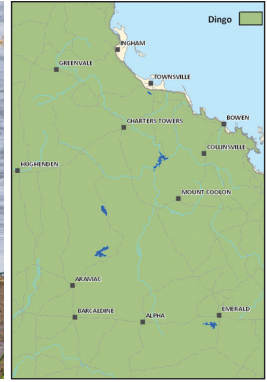 Dingo
INGHAM
GREENVALE
TOWNSVILLE
BOWEN
CHARTERS TOWERS
COLLINSVILLE
HUGHENDEN
MOUNT COOLON
ARAMAC
BARCALDINE
ALPHA
EMERALD